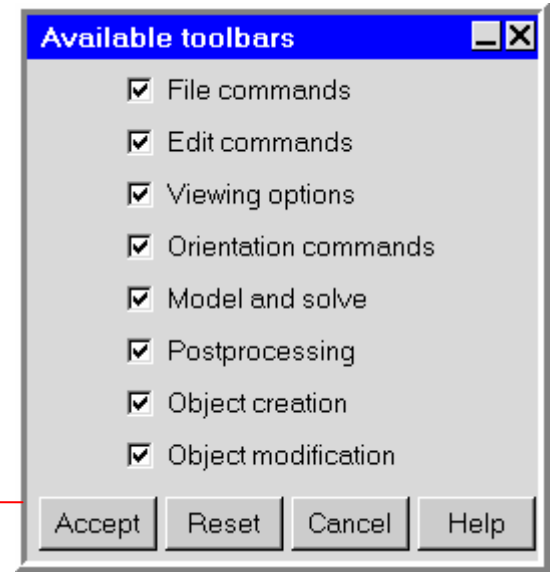 Available toolbars
File commands
Edit commands
Viewing options
Orientation commands
Model and solve
Postprocessing
Object creation
Object modification
Accept Reset Cancel Help